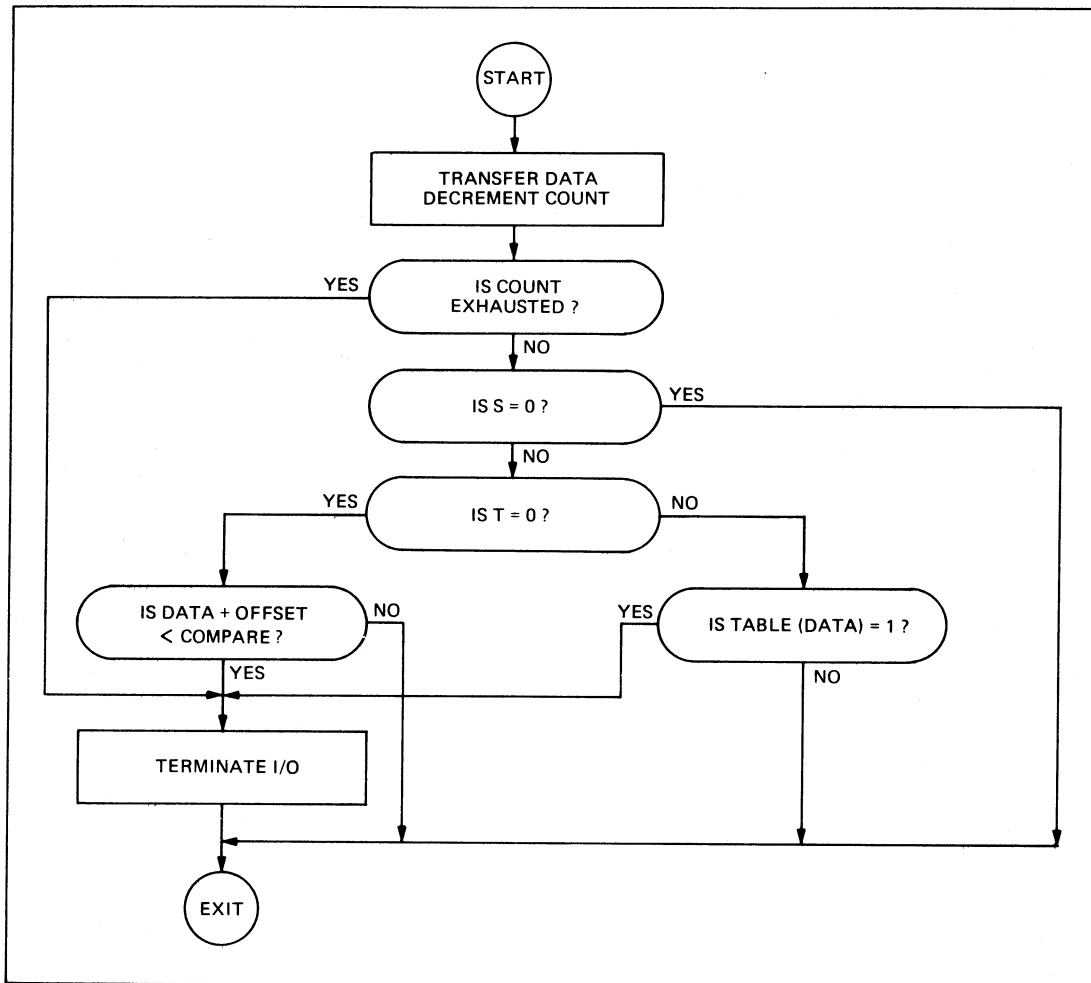 START
TRANSFER DATA
DECREMENT COUNT
YES
IS COUNT
EXHAUSTED ?
NO
IS S = 0 ?
YES
NO
YES
IS T = 0 ?
NO
IS DATA + OFFSET
< COMPARE ?
NO
YES
YES
IS TABLE (DATA) = 1 ?
NO
TERMINATE I/O
EXIT